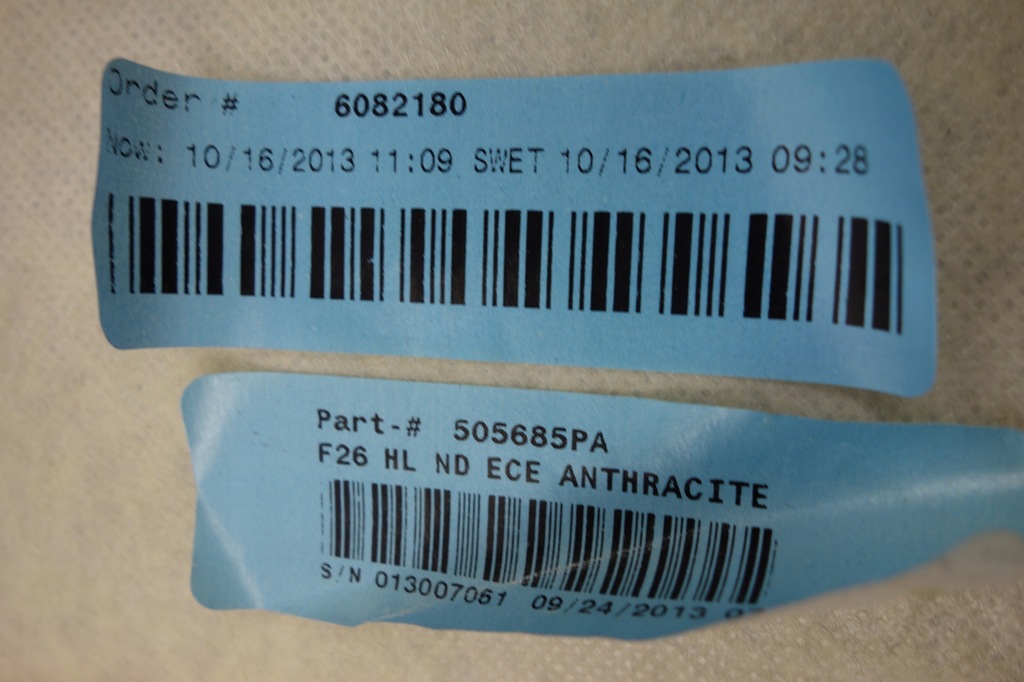 Order # 6082180
Now: 10/16/2013 11:09 SWET 10/16/2013 09:28
Part-# 505685PA
F26 HL ND ECE ANTHRACITE
S/N 013007061 09/24/2013